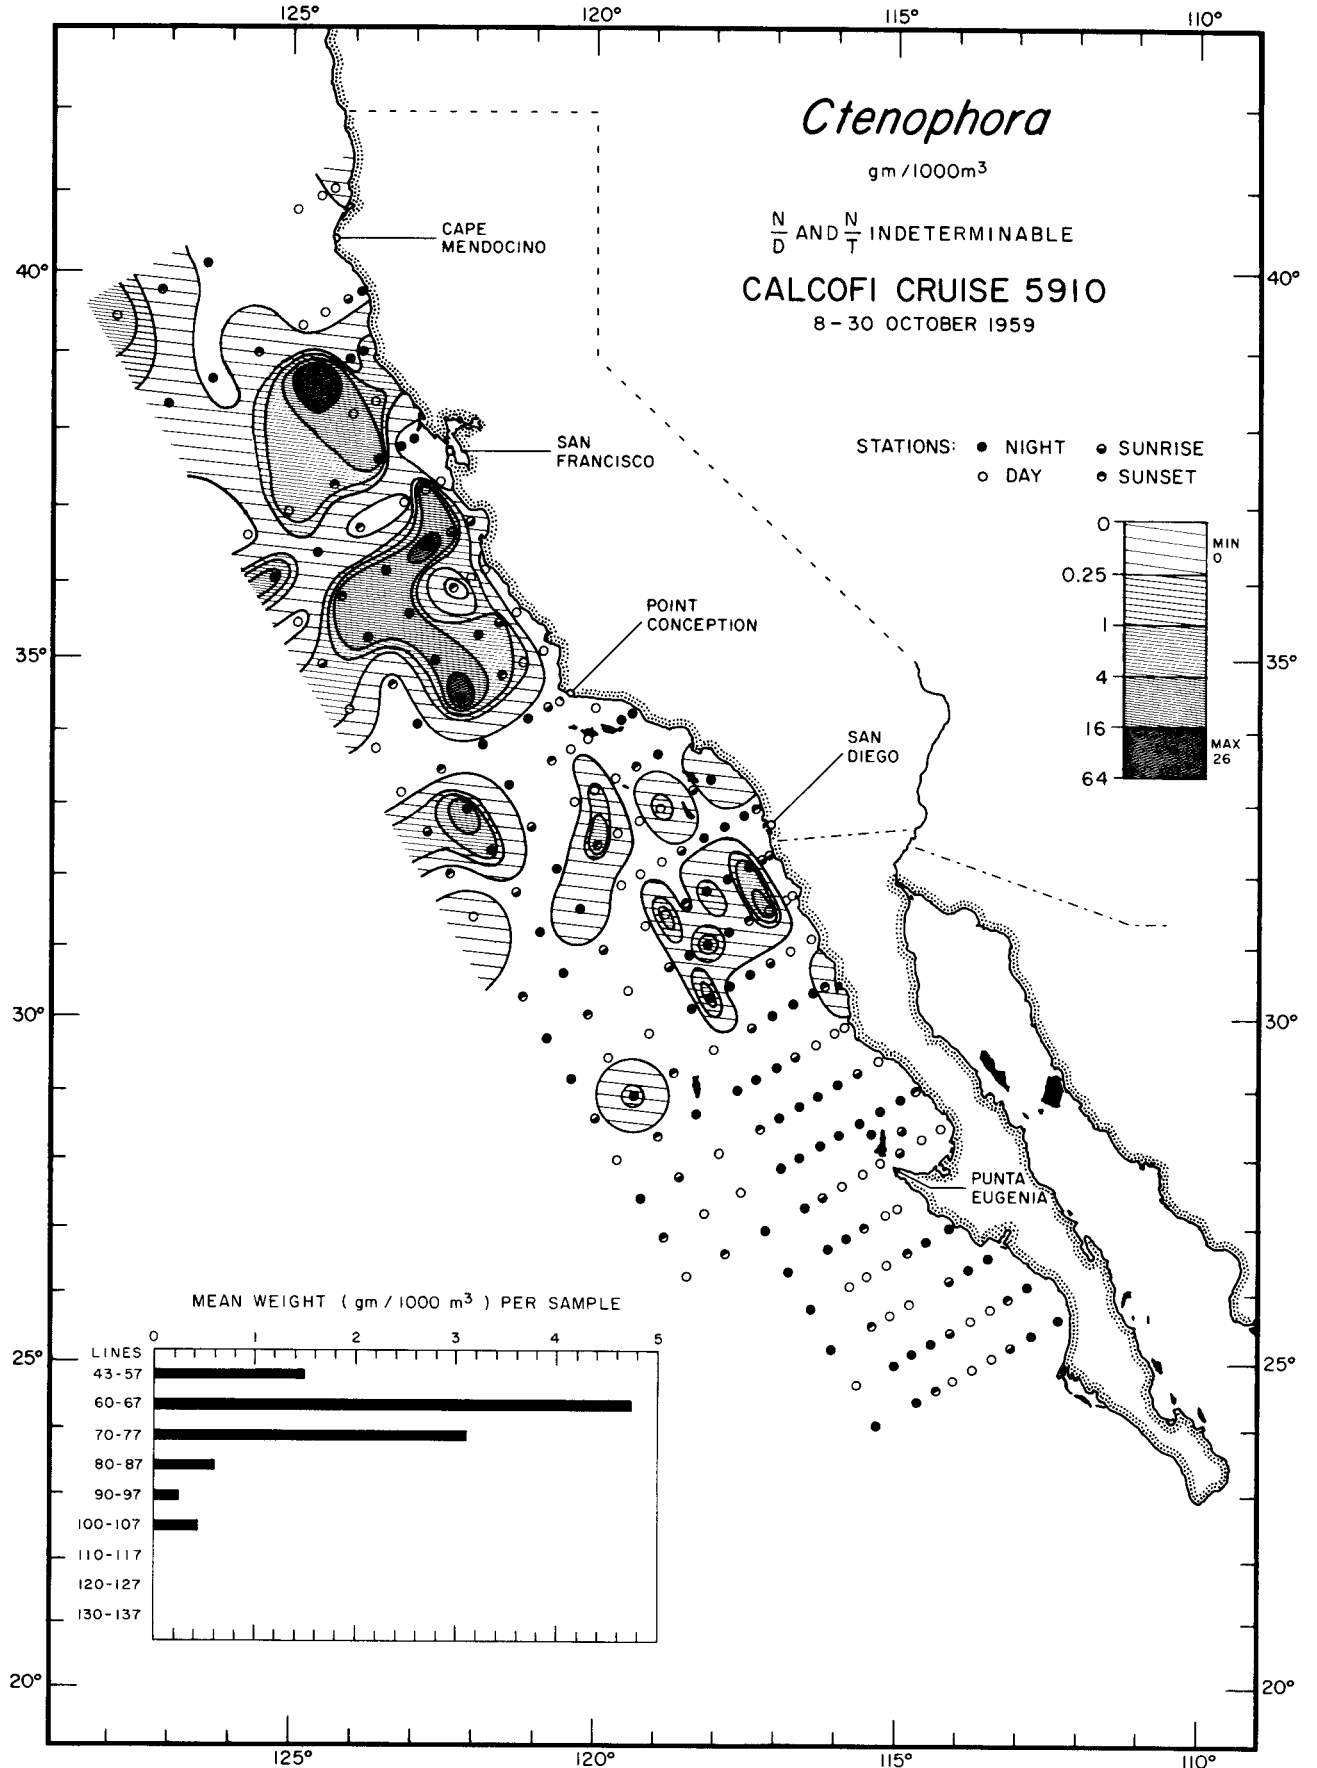 125° 120° 115° 110°
Ctenophora
gm/1000m³
N/D AND N/T INDETERMINABLE
CALCOFI CRUISE 5910
8-30 OCTOBER 1959
CAPE
MENDOCINO
40° 40°
SAN
FRANCISCO
STATIONS: ● NIGHT SUNRISE
○ DAY SUNSET
0
MIN
0
0.25
1
4
16
MAX
26
64
POINT
CONCEPTION
35° 35°
SAN
DIEGO
30° 30°
PUNTA
EUGENIA
MEAN WEIGHT (gm/1000 m³) PER SAMPLE
0 1 2 3 4 5
LINES
43-57
60-67
70-77
80-87
90-97
100-107
110-117
120-127
130-137
25° 25°
20° 20°
125° 120° 115° 110°